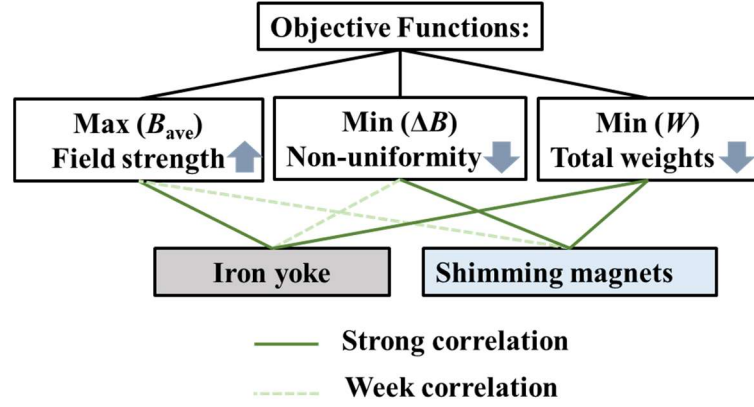 Objective Functions:
Max (Bave)
Field strength
Min (ΔB)
Non-uniformity
Min (W)
Total weights
Iron yoke
Shimming magnets
Strong correlation
Week correlation